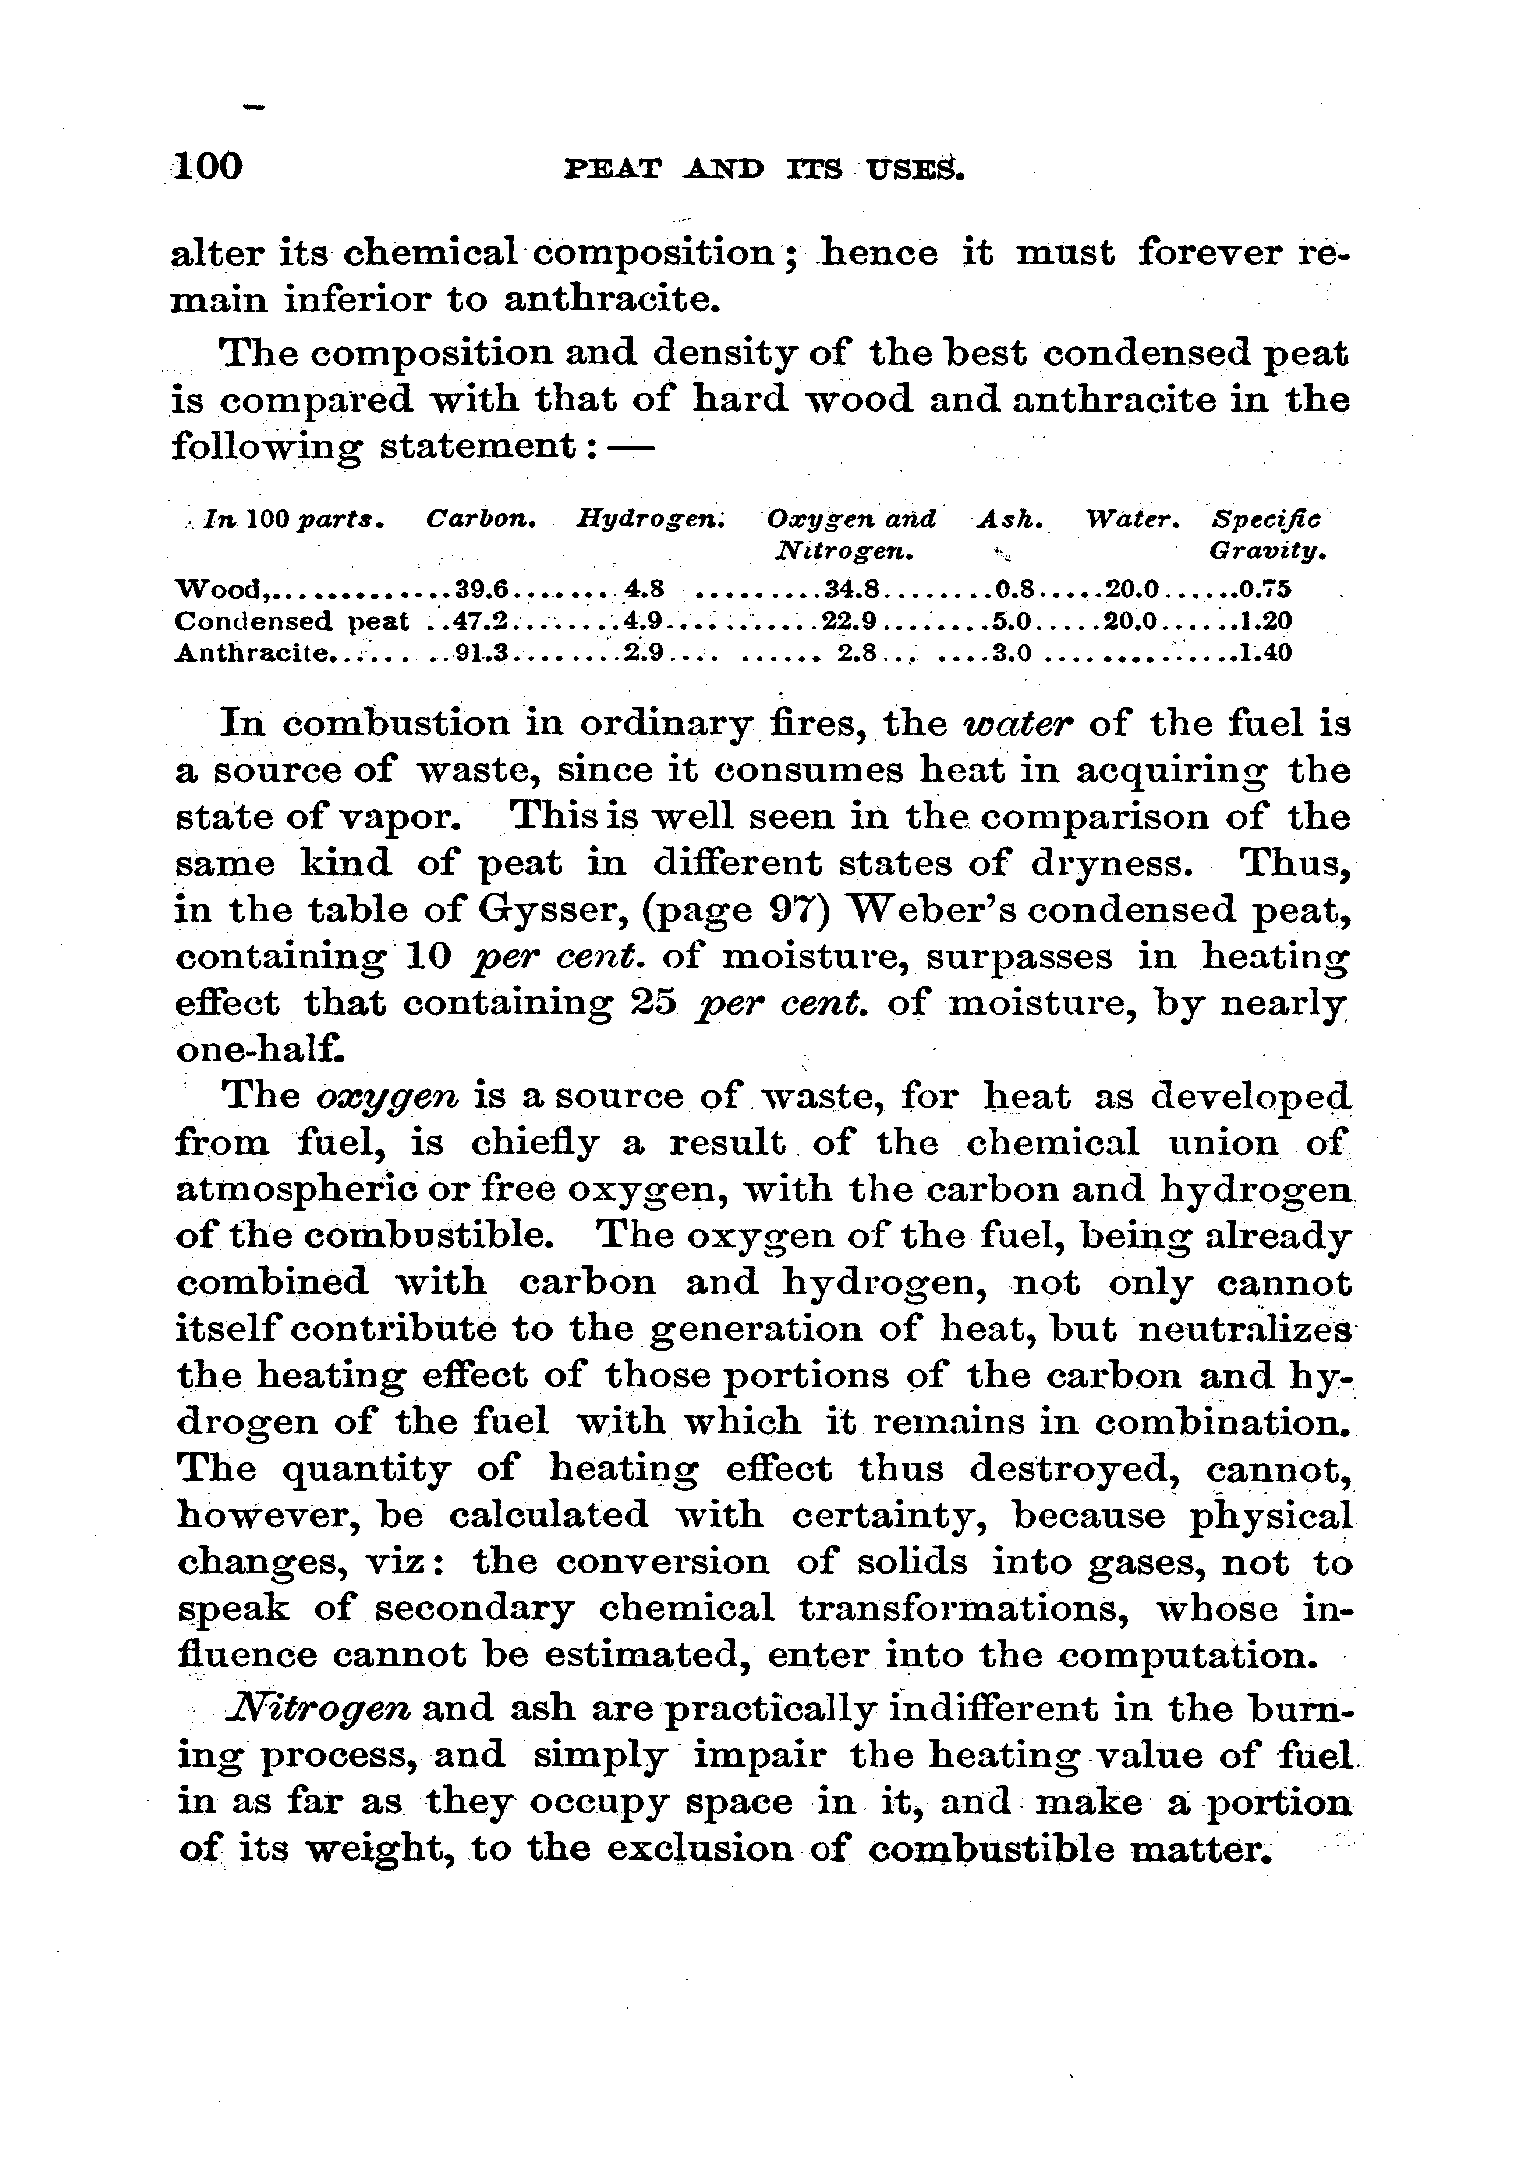 100 PEAT AND ITS USES.
alter its chemical composition; hence it must forever re-
main inferior to anthracite.
The composition and density of the best condensed peat
is compared with that of hard wood and anthracite in the
following statement:—
In 100 parts. Carbon. Hydrogen. Oxygen and Ash. Water. Specific
Nitrogen. Gravity.
Wood,.............39.6........4.8 .........34.8........0.8.....20.0......0.75
Condensed peat ..47.2........4.9...........22.9........5.0.....20.0......1.20
Anthracite...... ..91.3........2.9.... ...... 2.8... ....3.0 ..............1.40
In combustion in ordinary fires, the water of the fuel is
a source of waste, since it consumes heat in acquiring the
state of vapor. This is well seen in the comparison of the
same kind of peat in different states of dryness. Thus,
in the table of Gysser, (page 97) Weber's condensed peat,
containing 10 per cent. of moisture, surpasses in heating
effect that containing 25 per cent. of moisture, by nearly
one-half.
The oxygen is a source of waste, for heat as developed
from fuel, is chiefly a result of the chemical union of
atmospheric or free oxygen, with the carbon and hydrogen
of the combustible. The oxygen of the fuel, being already
combined with carbon and hydrogen, not only cannot
itself contribute to the generation of heat, but neutralizes
the heating effect of those portions of the carbon and hy-
drogen of the fuel with which it remains in combination.
The quantity of heating effect thus destroyed, cannot,
however, be calculated with certainty, because physical
changes, viz: the conversion of solids into gases, not to
speak of secondary chemical transformations, whose in-
fluence cannot be estimated, enter into the computation.
Nitrogen and ash are practically indifferent in the burn-
ing process, and simply impair the heating value of fuel
in as far as they occupy space in it, and make a portion
of its weight, to the exclusion of combustible matter.